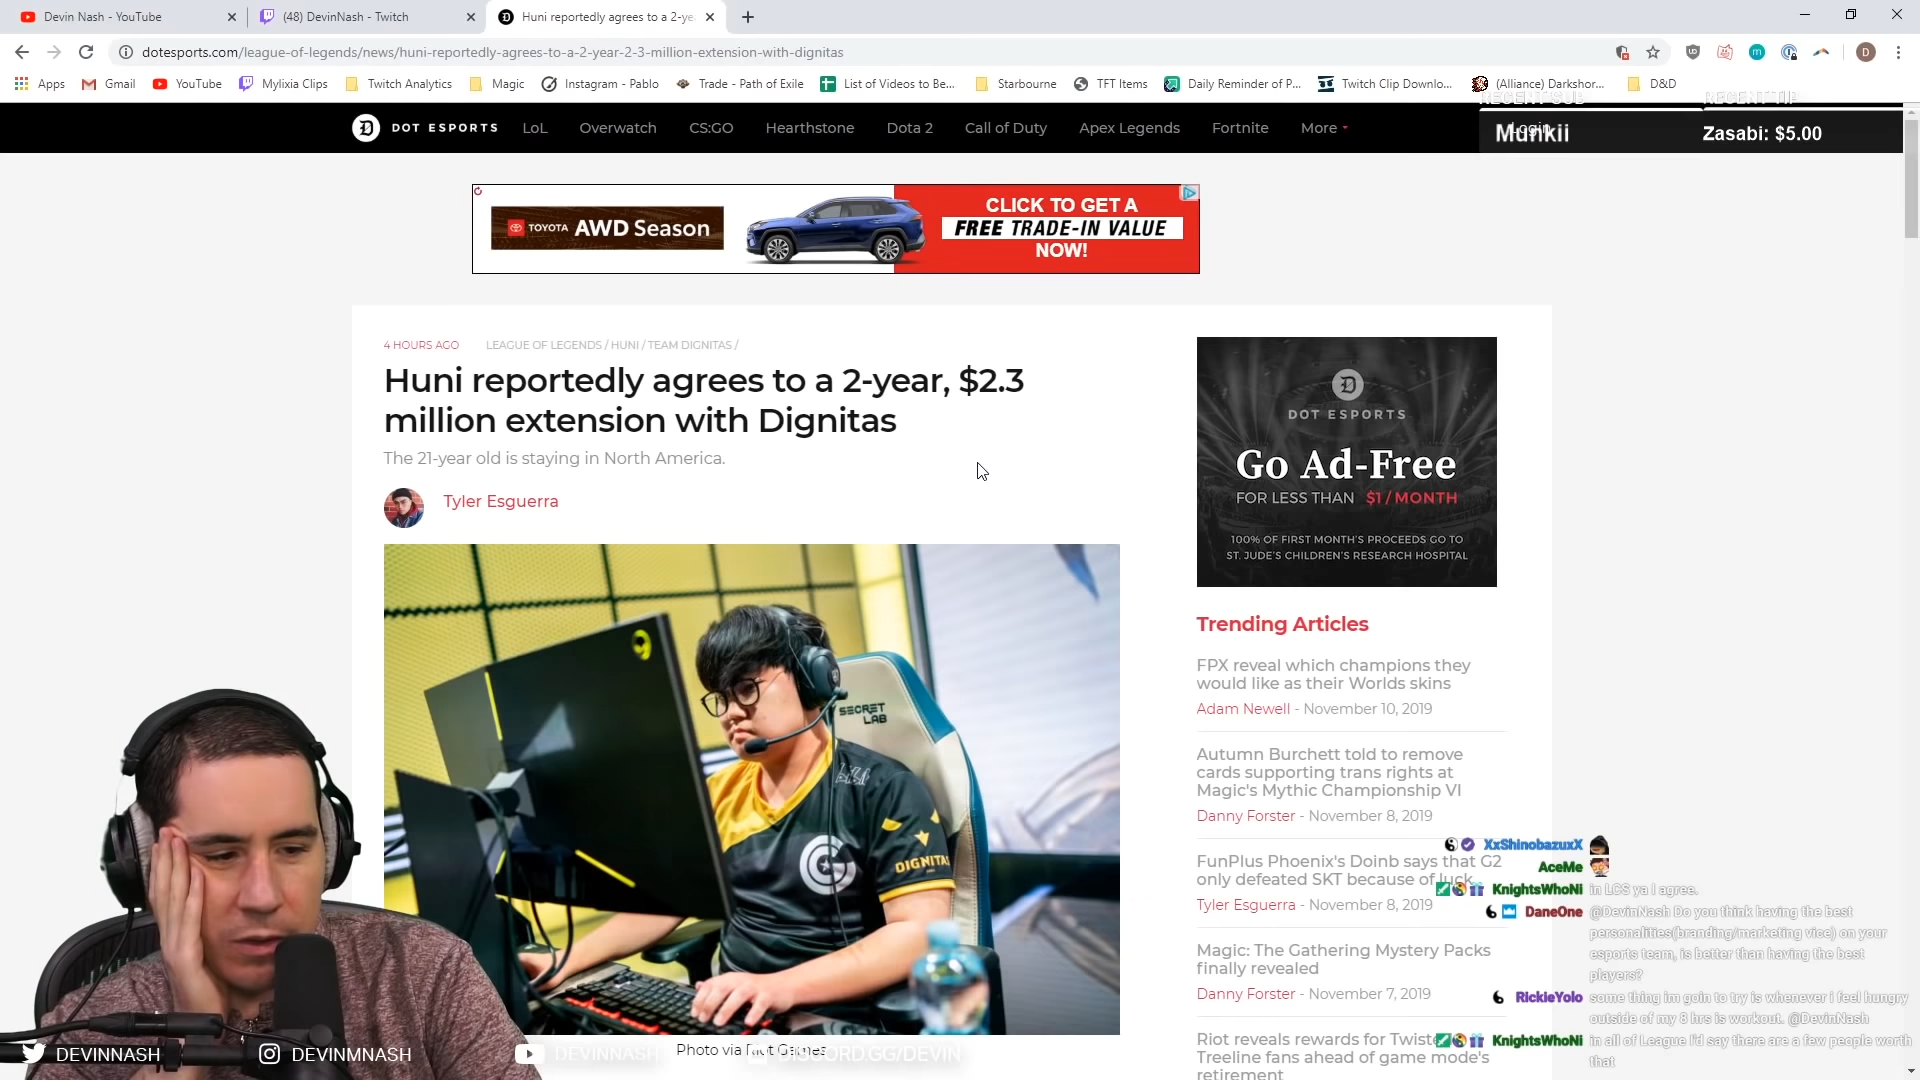 Devin Nash - YouTube
(48) DevinNash - Twitch
Huni reportedly agrees to a 2-ye
dotesports.com/league-of-legends/news/huni-reportedly-agrees-to-a-2-year-2-3-million-extension-with-dignitas
D
Apps
Gmail
YouTube
Mylixia Clips
Twitch Analytics
Magic
Instagram - Pablo
Trade - Path of Exile
List of Videos to Be...
Starbourne
TFT Items
Daily Reminder of P...
Twitch Clip Downlo...
(Alliance) Darkshor...
D&D
RECENT SUB
RECENT TIP
DOT ESPORTS
LoL
Overwatch
CS:GO
Hearthstone
Dota 2
Call of Duty
Apex Legends
Fortnite
More
Login
Munkii
Zasabi: $5.00
TOYOTA AWD Season
CLICK TO GET A
FREE TRADE-IN VALUE
NOW!
4 HOURS AGO
LEAGUE OF LEGENDS / HUNI / TEAM DIGNITAS /
Huni reportedly agrees to a 2-year, $2.3
million extension with Dignitas
The 21-year old is staying in North America.
Tyler Esguerra
SECRET
LAB
DIGNITAS
Photo via Riot Games
DOT ESPORTS
Go Ad-Free
FOR LESS THAN $1 / MONTH
100% OF FIRST MONTH'S PROCEEDS GO TO
ST. JUDE'S CHILDREN'S RESEARCH HOSPITAL
Trending Articles
FPX reveal which champions they
would like as their Worlds skins
Adam Newell - November 10, 2019
Autumn Burchett told to remove
cards supporting trans rights at
Magic's Mythic Championship VI
Danny Forster - November 8, 2019
FunPlus Phoenix's Doinb says that G2
only defeated SKT because of luck
Tyler Esguerra - November 8, 2019
Magic: The Gathering Mystery Packs
finally revealed
Danny Forster - November 7, 2019
Riot reveals rewards for Twiste
Treeline fans ahead of game mode's
retirement
XxShinobazuxX
AceMe
KnightsWhoNi in LCS ya I agree.
DaneOne @DevinNash Do you think having the best
personalities(branding/marketing vice) on your
esports team, is better than having the best
players?
RickieYolo some thing im goin to try is whenever i feel hungry
outside of my 8 hrs is workout. @DevinNash
KnightsWhoNi in all of League I'd say there are a few people worth
that
DEVINNASH
DEVINMNASH
DEVINNASH
DISCORD.GG/DEVIN